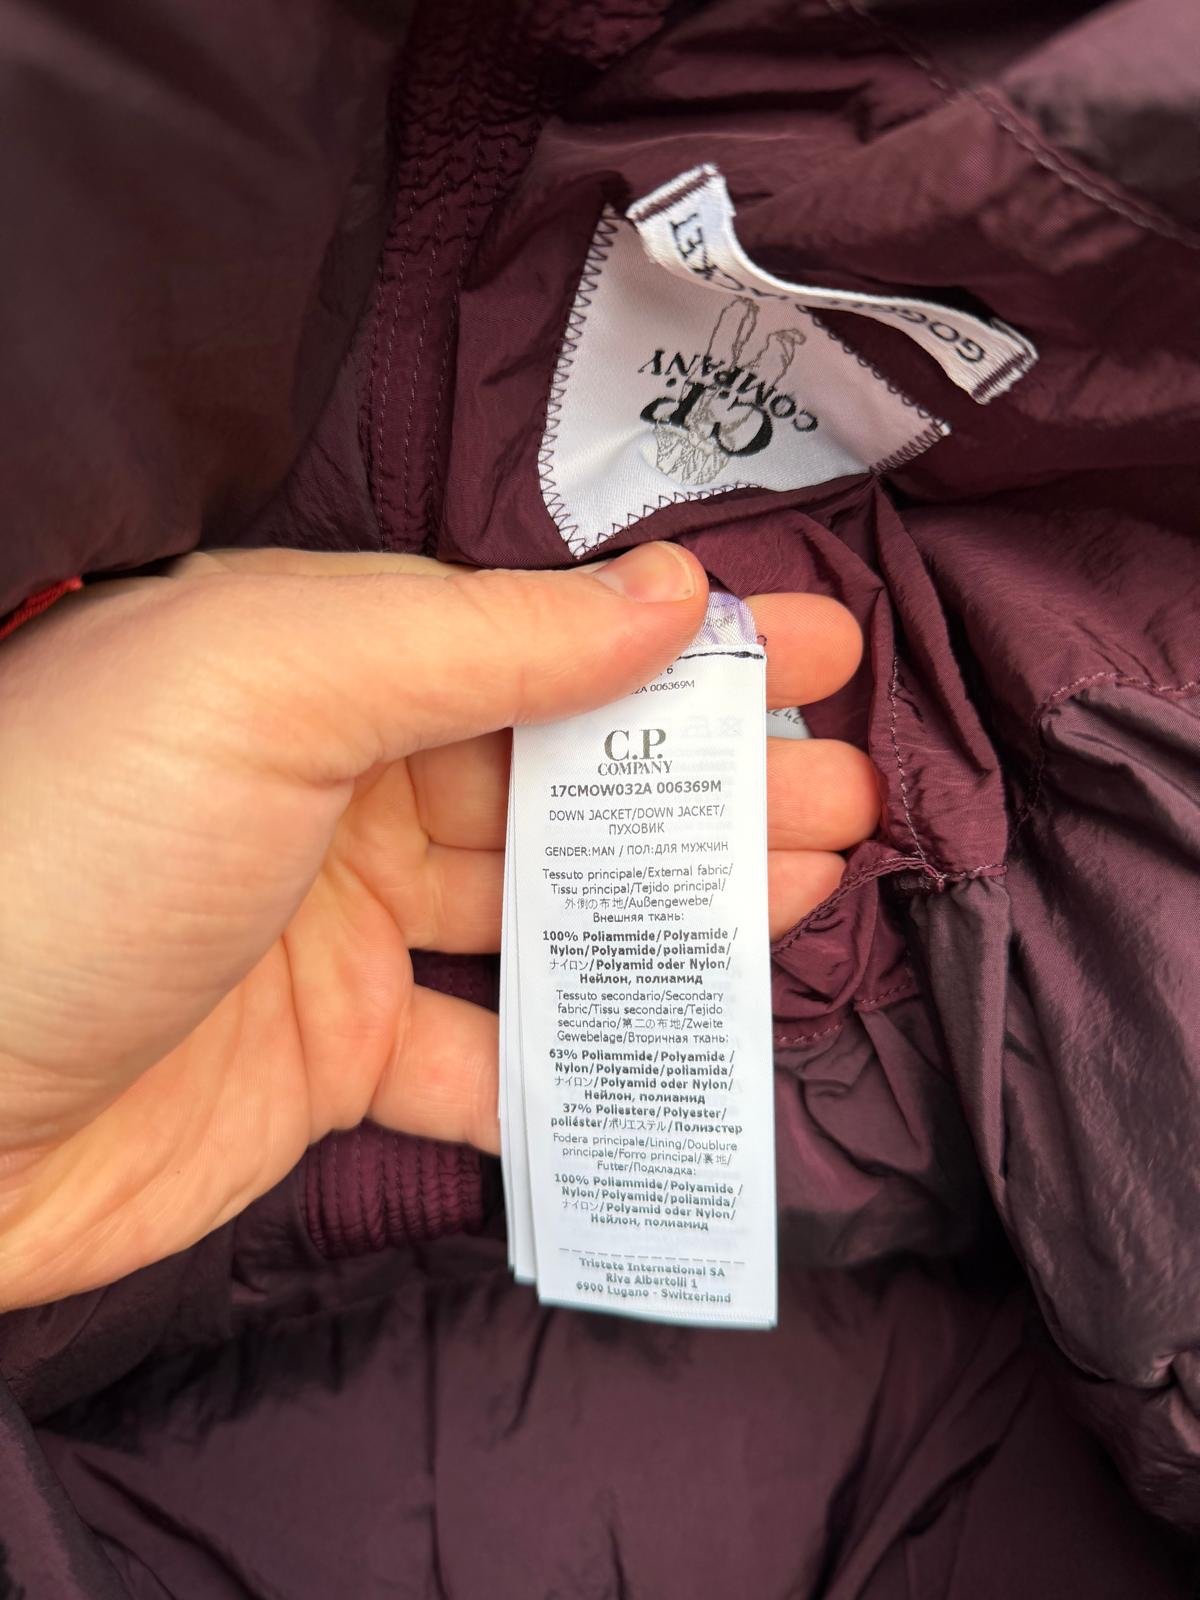 GOGGLE JACKET
C.P.
COMPANY
6
2A 006369M
C.P.
COMPANY
17CMOW032A 006369M
DOWN JACKET/DOWN JACKET/
ПУХОВИК
GENDER:MAN / ПОЛ:ДЛЯ МУЖЧИН
Tessuto principale/External fabric/
Tissu principal/Tejido principal/
外側の布地/Außengewebe/
Внешняя ткань:
100% Poliammide/Polyamide /
Nylon/Polyamide/poliamida/
ナイロン/Polyamid oder Nylon/
Нейлон, полиамид
Tessuto secondario/Secondary
fabric/Tissu secondaire/Tejido
secundario/第二の布地/Zweite
Gewebelage/Вторичная ткань:
63% Poliammide/Polyamide /
Nylon/Polyamide/poliamida/
ナイロン/Polyamid oder Nylon/
Нейлон, полиамид
37% Poliestere/Polyester/
poliéster/ポリエステル/Полиэстер
Fodera principale/Lining/Doublure
principale/Forro principal/裏地/
Futter/Подкладка:
100% Poliammide/Polyamide /
Nylon/Polyamide/poliamida/
ナイロン/Polyamid oder Nylon/
Нейлон, полиамид
Tristate International SA
Riva Albertolli 1
6900 Lugano - Switzerland